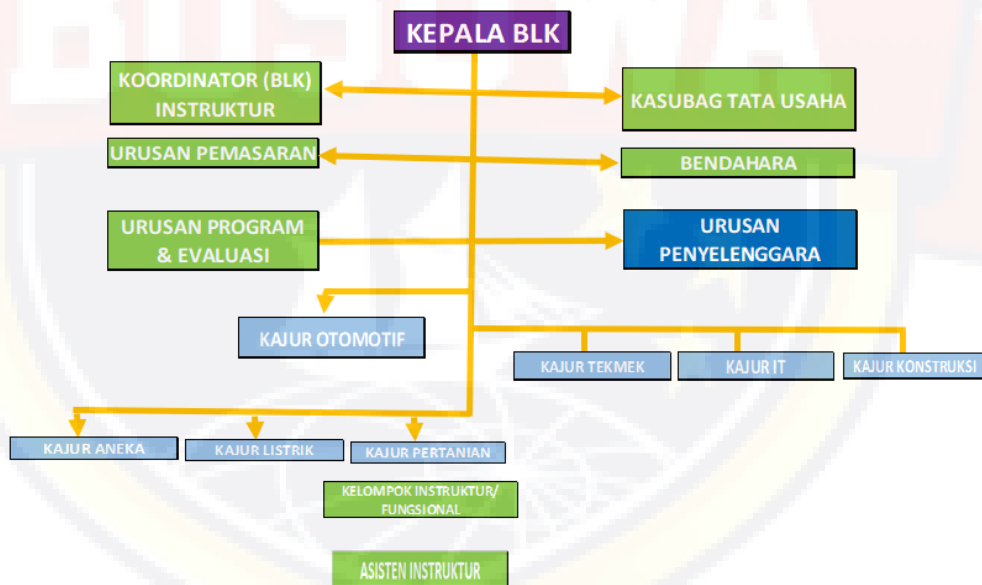 BOSOWA
KEPALA BLK
KOORDINATOR (BLK)
INSTRUKTUR
KASUBAG TATA USAHA
URUSAN PEMASARAN
BENDAHARA
URUSAN PROGRAM
& EVALUASI
URUSAN
PENYELENGGARA
KAJUR OTOMOTIF
KAJUR TEKMEK
KAJUR IT
KAJUR KONSTRUKSI
KAJUR ANEKA
KAJUR LISTRIK
KAJUR PERTANIAN
KELOMPOK INSTRUKTUR/
FUNGSIONAL
ASISTEN INSTRUKTUR